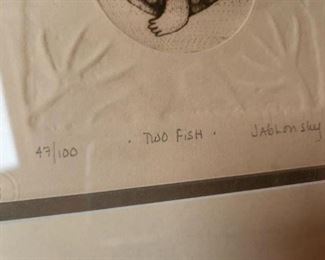 47/100 · TWO FISH · JABLONSKY